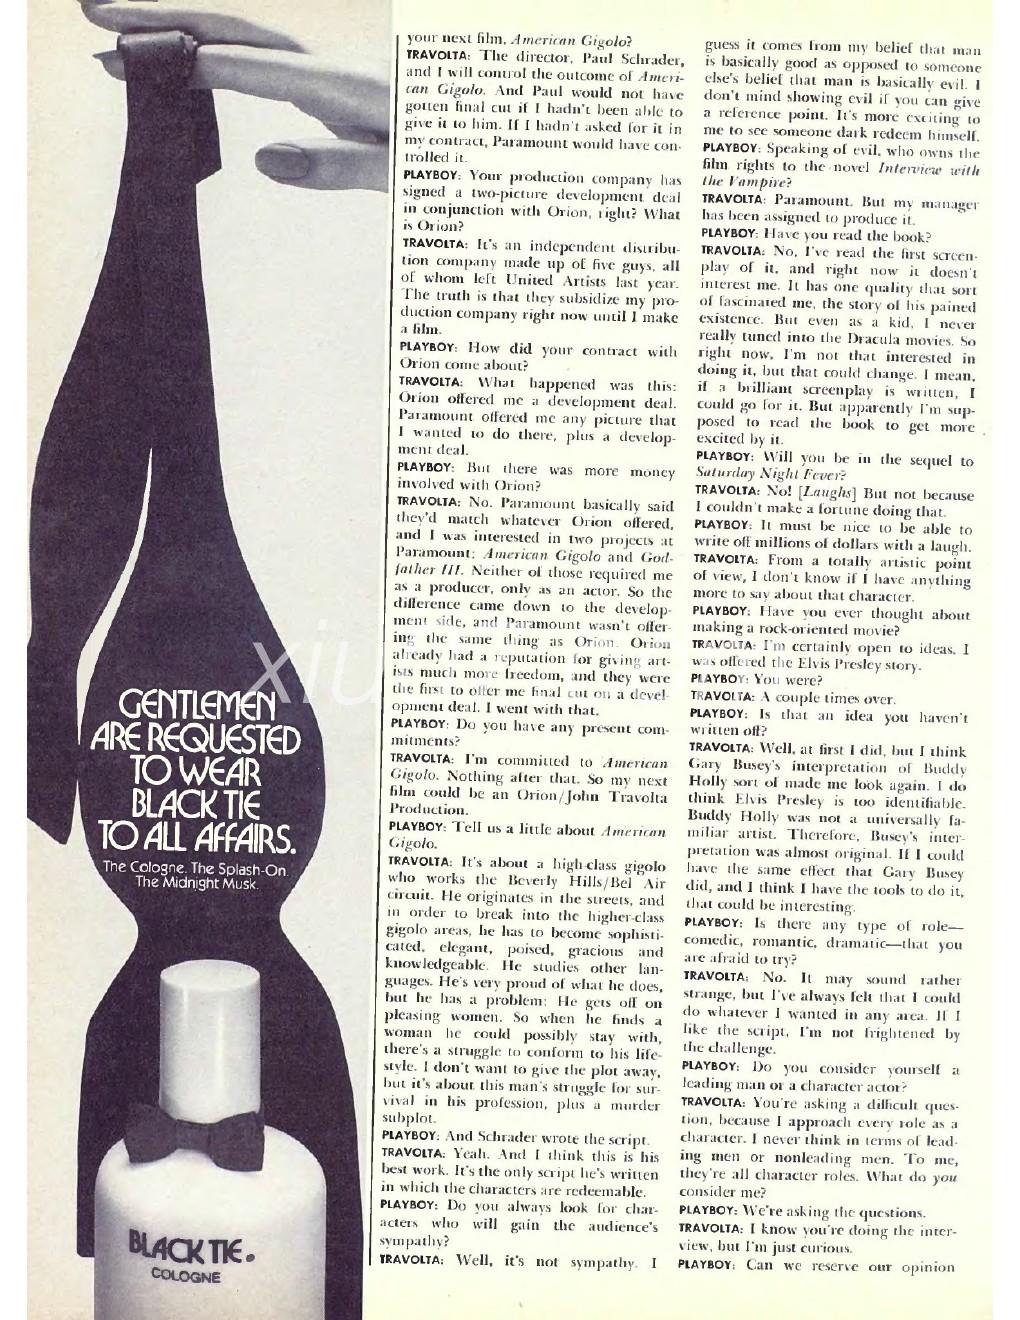 GENTLEMEN
ARE REQUESTED
TO WEAR
BLACK TIE
TO ALL AFFAIRS.
The Cologne. The Splash-On.
The Midnight Musk.
BLACK TIE.
COLOGNE
your next film, American Gigolo?
TRAVOLTA: The director, Paul Schrader,
and I will control the outcome of Ameri-
can Gigolo. And Paul would not have
gotten final cut if I hadn't been able to
give it to him. If I hadn't asked for it in
my contract, Paramount would have con-
trolled it.
PLAYBOY: Your production company has
signed a two-picture development deal
in conjunction with Orion, right? What
is Orion?
TRAVOLTA: It's an independent distribu-
tion company made up of five guys, all
of whom left United Artists last year.
The truth is that they subsidize my pro-
duction company right now until I make
a film.
PLAYBOY: How did your contract with
Orion come about?
TRAVOLTA: What happened was this:
Orion offered me a development deal.
Paramount offered me any picture that
I wanted to do there, plus a develop-
ment deal.
PLAYBOY: But there was more money
involved with Orion?
TRAVOLTA: No. Paramount basically said
they'd match whatever Orion offered,
and I was interested in two projects at
Paramount: American Gigolo and God-
father III. Neither of those required me
as a producer, only as an actor. So the
difference came down to the develop-
ment side, and Paramount wasn't offer-
ing the same thing as Orion. Orion
already had a reputation for giving art-
ists much more freedom, and they were
the first to offer me final cut on a devel-
opment deal. I went with that.
PLAYBOY: Do you have any present com-
mitments?
TRAVOLTA: I'm committed to American
Gigolo. Nothing after that. So my next
film could be an Orion/John Travolta
Production.
PLAYBOY: Tell us a little about American
Gigolo.
TRAVOLTA: It's about a high-class gigolo
who works the Beverly Hills/Bel Air
circuit. He originates in the streets, and
in order to break into the higher-class
gigolo areas, he has to become sophisti-
cated, elegant, poised, gracious and
knowledgeable. He studies other lan-
guages. He's very proud of what he does,
but he has a problem: He gets off on
pleasing women. So when he finds a
woman he could possibly stay with,
there's a struggle to conform to his life-
style. I don't want to give the plot away,
but it's about this man's struggle for sur-
vival in his profession, plus a murder
subplot.
PLAYBOY: And Schrader wrote the script.
TRAVOLTA: Yeah. And I think this is his
best work. It's the only script he's written
in which the characters are redeemable.
PLAYBOY: Do you always look for char-
acters who will gain the audience's
sympathy?
TRAVOLTA: Well, it's not sympathy. I
guess it comes from my belief that man
is basically good as opposed to someone
else's belief that man is basically evil. I
don't mind showing evil if you can give
a reference point. It's more exciting to
me to see someone dark redeem himself.
PLAYBOY: Speaking of evil, who owns the
film rights to the novel Interview with
the Vampire?
TRAVOLTA: Paramount. But my manager
has been assigned to produce it.
PLAYBOY: Have you read the book?
TRAVOLTA: No, I've read the first screen-
play of it, and right now it doesn't
interest me. It has one quality that sort
of fascinated me, the story of his pained
existence. But even as a kid, I never
really tuned into the Dracula movies. So
right now, I'm not that interested in
doing it, but that could change. I mean,
if a brilliant screenplay is written, I
could go for it. But apparently I'm sup-
posed to read the book to get more
excited by it.
PLAYBOY: Will you be in the sequel to
Saturday Night Fever?
TRAVOLTA: No! [Laughs] But not because
I couldn't make a fortune doing that.
PLAYBOY: It must be nice to be able to
write off millions of dollars with a laugh.
TRAVOLTA: From a totally artistic point
of view, I don't know if I have anything
more to say about that character.
PLAYBOY: Have you ever thought about
making a rock-oriented movie?
TRAVOLTA: I'm certainly open to ideas. I
was offered the Elvis Presley story.
PLAYBOY: You were?
TRAVOLTA: A couple times over.
PLAYBOY: Is that an idea you haven't
written off?
TRAVOLTA: Well, at first I did, but I think
Gary Busey's interpretation of Buddy
Holly sort of made me look again. I do
think Elvis Presley is too identifiable.
Buddy Holly was not a universally fa-
miliar artist. Therefore, Busey's inter-
pretation was almost original. If I could
have the same effect that Gary Busey
did, and I think I have the tools to do it,
that could be interesting.
PLAYBOY: Is there any type of role—
comedic, romantic, dramatic—that you
are afraid to try?
TRAVOLTA: No. It may sound rather
strange, but I've always felt that I could
do whatever I wanted in any area. If I
like the script, I'm not frightened by
the challenge.
PLAYBOY: Do you consider yourself a
leading man or a character actor?
TRAVOLTA: You're asking a difficult ques-
tion, because I approach every role as a
character. I never think in terms of lead-
ing men or nonleading men. To me,
they're all character roles. What do you
consider me?
PLAYBOY: We're asking the questions.
TRAVOLTA: I know you're doing the inter-
view, but I'm just curious.
PLAYBOY: Can we reserve our opinion